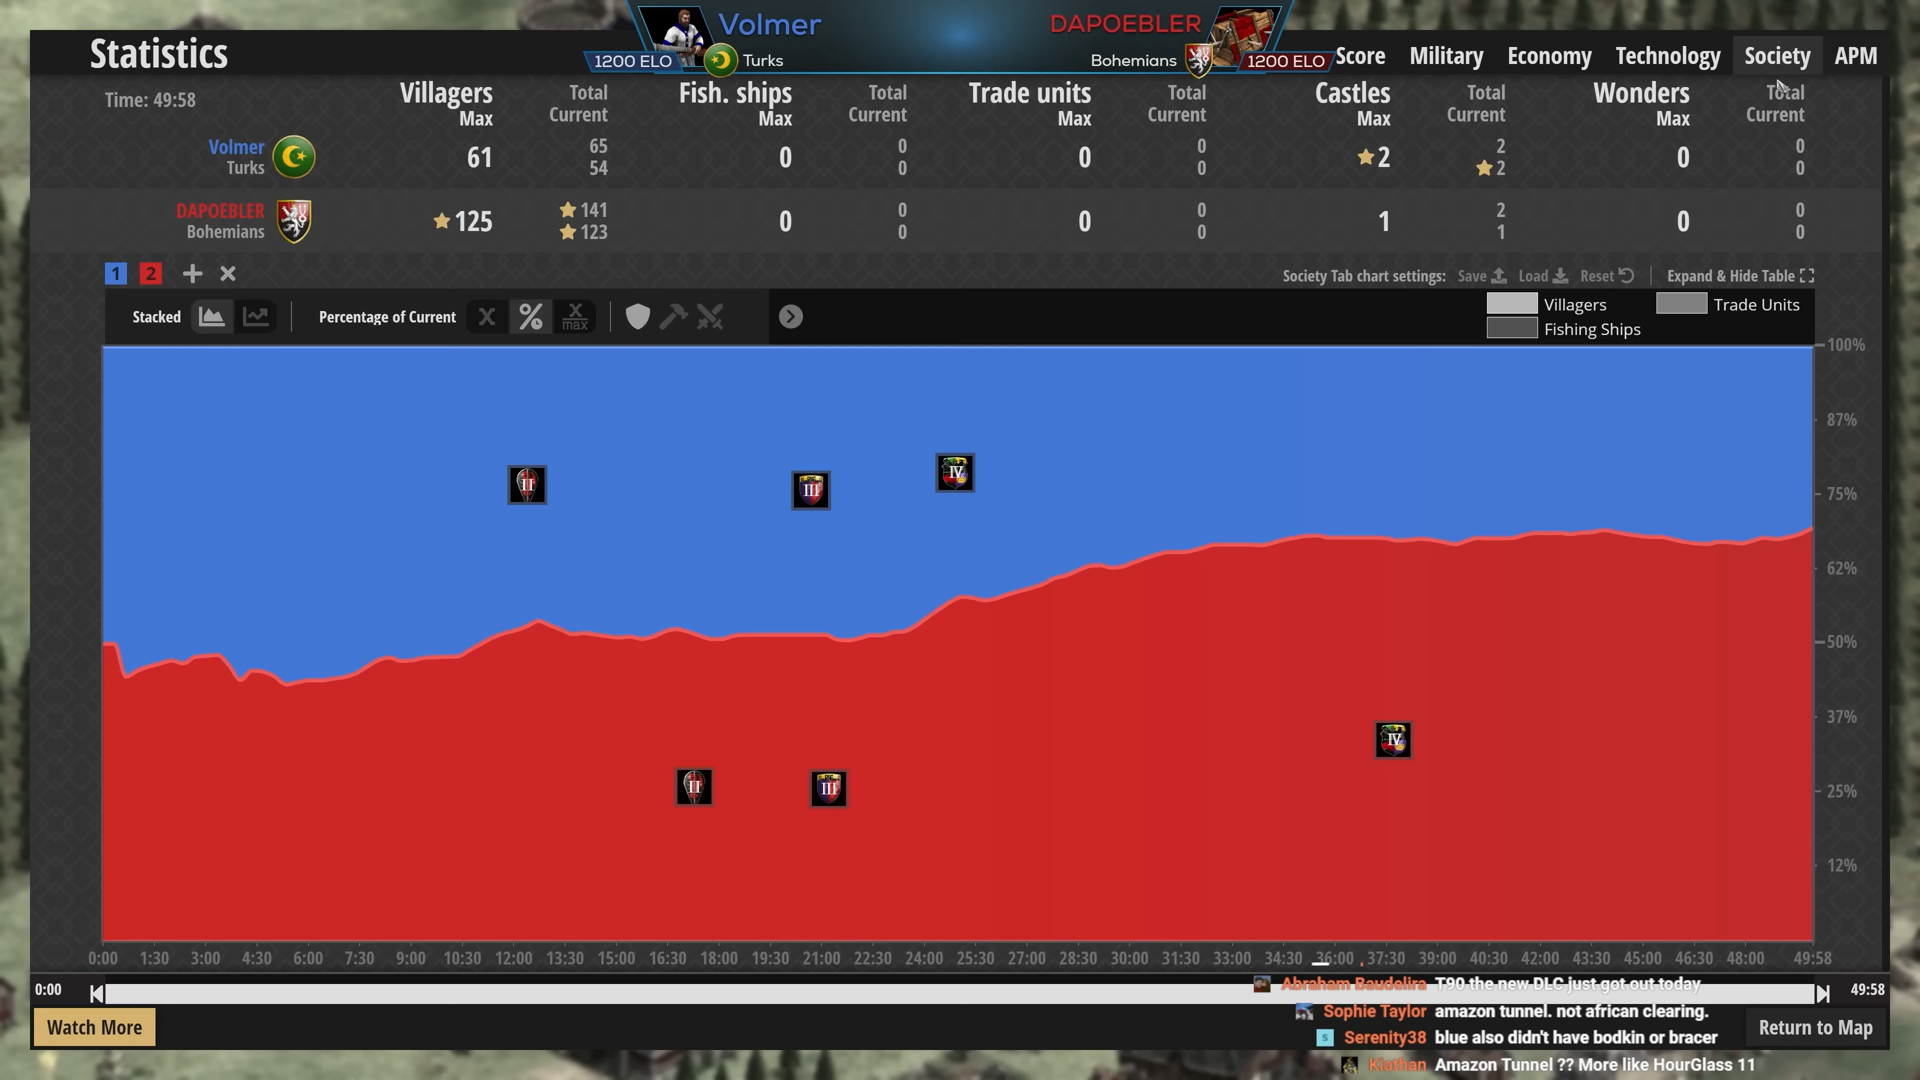 Volmer
DAPOEBLER
1200 ELO
Turks
Bohemians
1200 ELO
Statistics
Score
Military
Economy
Technology
Society
APM
Time: 49:58
Villagers
Max
Total
Current
Fish. ships
Max
Total
Current
Trade units
Max
Total
Current
Castles
Max
Total
Current
Wonders
Max
Total
Current
Volmer
Turks
61
65
54
0
0
0
0
0
0
2
2
2
0
0
0
DAPOEBLER
Bohemians
125
141
123
0
0
0
0
0
0
1
2
1
0
0
0
1
2
Society Tab chart settings:
Save
Load
Reset
Expand & Hide Table
Stacked
Percentage of Current
X
%
X
max
Villagers
Trade Units
Fishing Ships
100%
87%
75%
62%
50%
37%
25%
12%
II
III
IV
II
III
IV
0:00
1:30
3:00
4:30
6:00
7:30
9:00
10:30
12:00
13:30
15:00
16:30
18:00
19:30
21:00
22:30
24:00
25:30
27:00
28:30
30:00
31:30
33:00
34:30
36:00
37:30
39:00
40:30
42:00
43:30
45:00
46:30
48:00
49:58
0:00
49:58
Watch More
Return to Map
Abraham Baudelira T90 the new DLC just got out today
Sophie Taylor amazon tunnel. not african clearing.
S Serenity38 blue also didn't have bodkin or bracer
Kiathan Amazon Tunnel ?? More like HourGlass 11